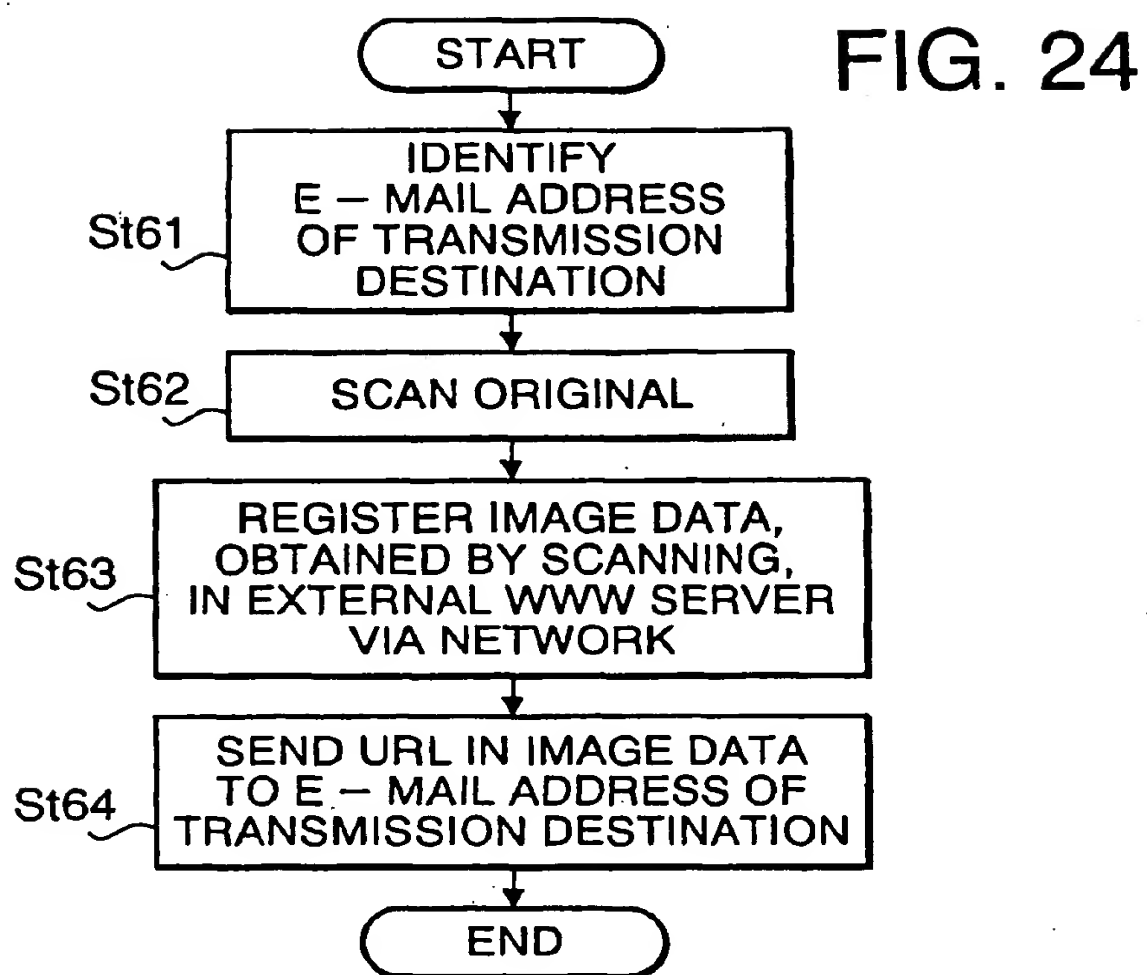 FIG. 24
START
St61
IDENTIFY
E – MAIL ADDRESS
OF TRANSMISSION
DESTINATION
St62
SCAN ORIGINAL
St63
REGISTER IMAGE DATA,
OBTAINED BY SCANNING,
IN EXTERNAL WWW SERVER
VIA NETWORK
St64
SEND URL IN IMAGE DATA
TO E – MAIL ADDRESS OF
TRANSMISSION DESTINATION
END